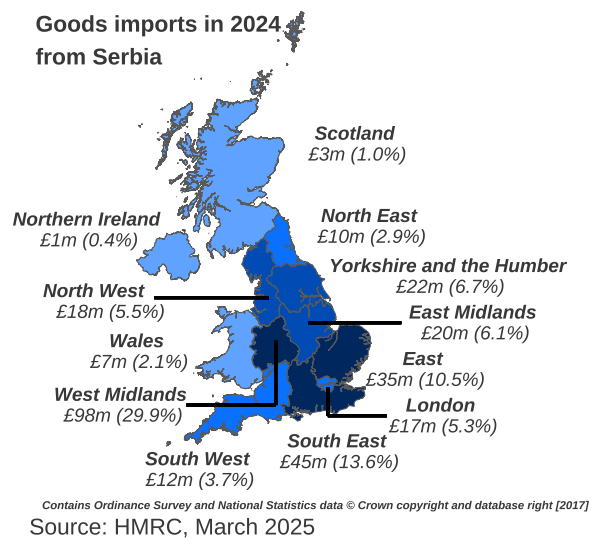 Goods imports in 2024
from Serbia
Scotland
£3m (1.0%)
Northern Ireland
£1m (0.4%)
North East
£10m (2.9%)
Yorkshire and the Humber
£22m (6.7%)
North West
£18m (5.5%)
East Midlands
£20m (6.1%)
Wales
£7m (2.1%)
East
£35m (10.5%)
West Midlands
£98m (29.9%)
London
£17m (5.3%)
South East
£45m (13.6%)
South West
£12m (3.7%)
Contains Ordinance Survey and National Statistics data © Crown copyright and database right [2017]
Source: HMRC, March 2025